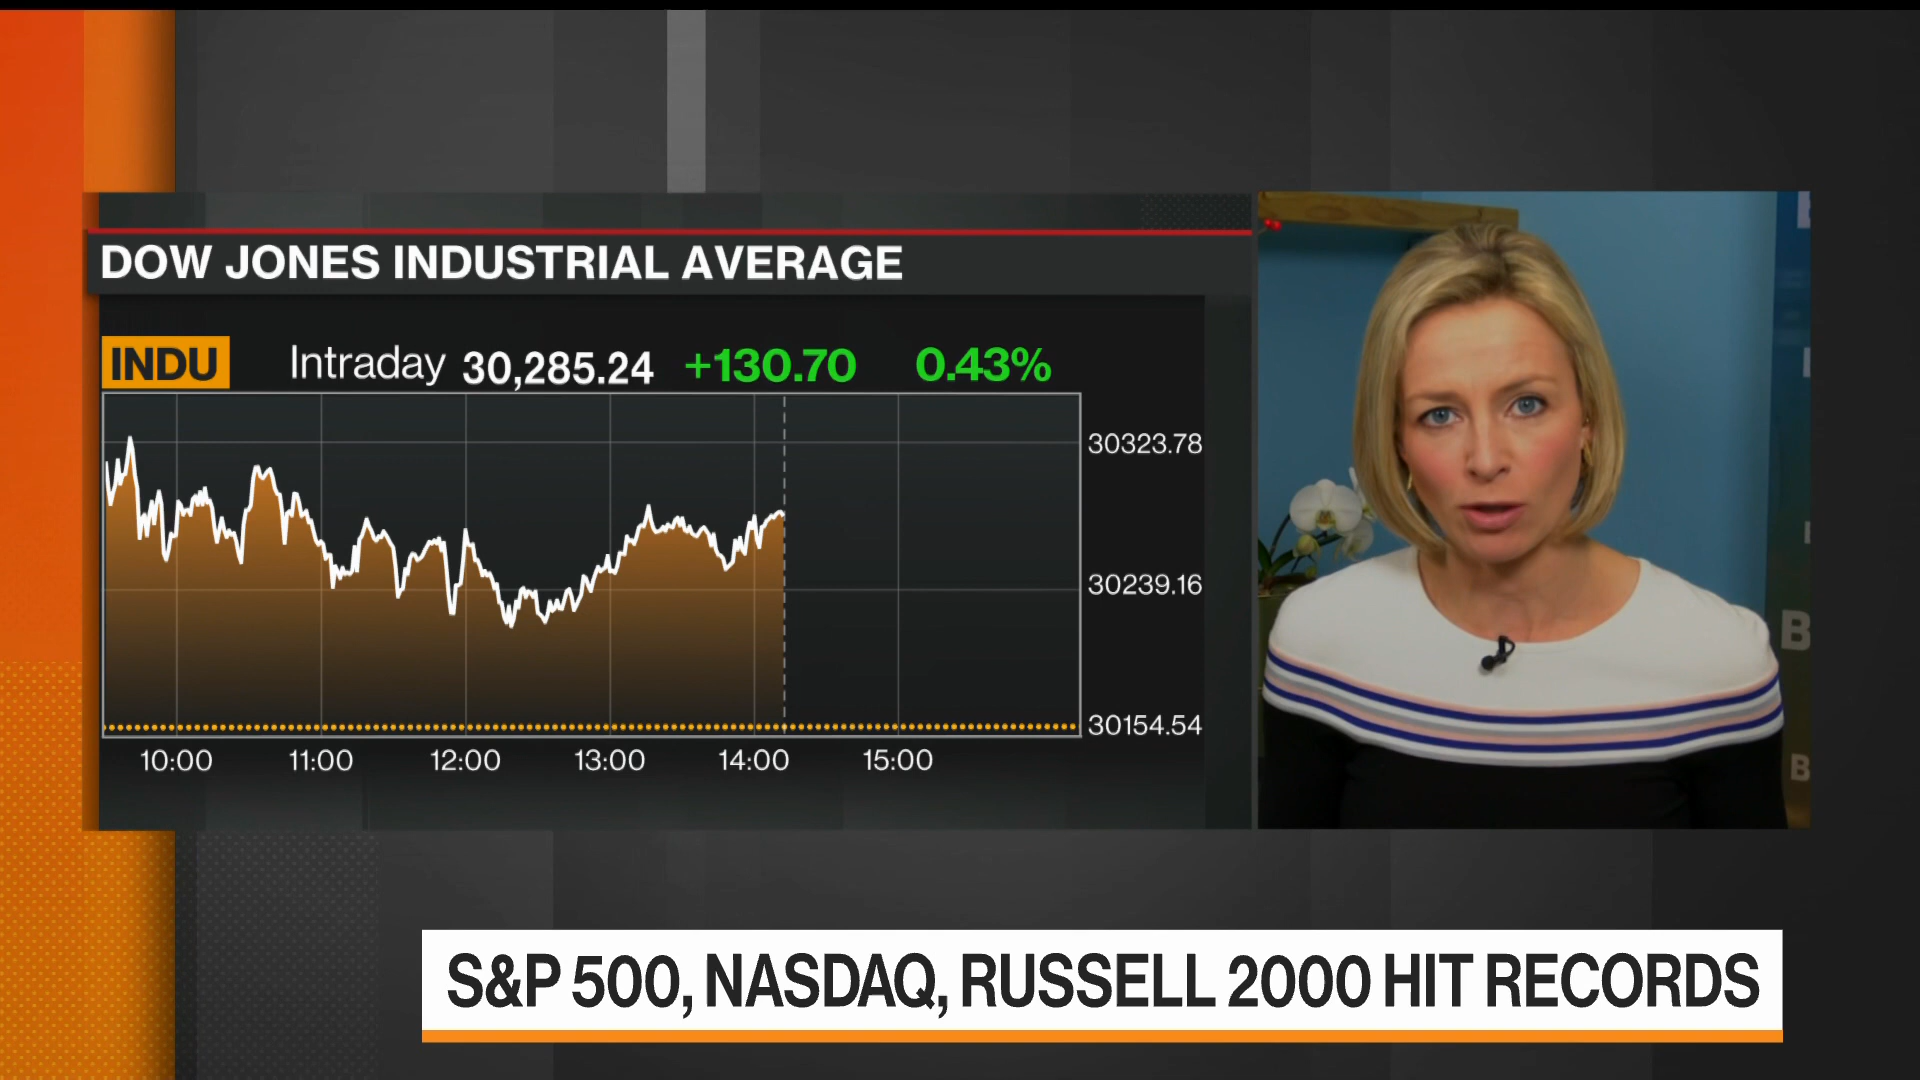 DOW JONES INDUSTRIAL AVERAGE
INDU Intraday 30,285.24 +130.70 0.43%
30323.78
30239.16
30154.54
10:00 11:00 12:00 13:00 14:00 15:00
B
B
S&P 500, NASDAQ, RUSSELL 2000 HIT RECORDS